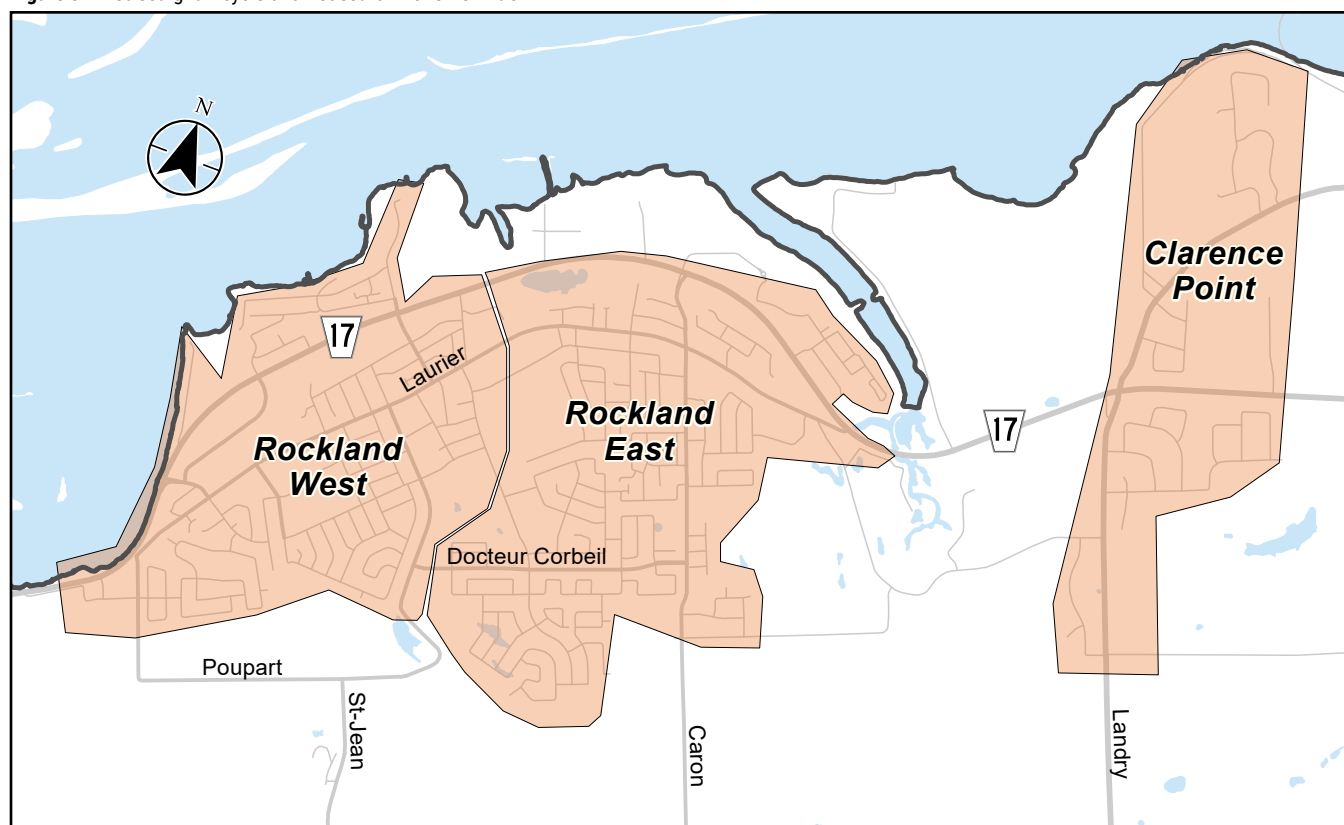 N
17
Laurier
Rockland
West
Rockland
East
Clarence
Point
17
Docteur Corbeil
Poupart
St-Jean
Caron
Landry